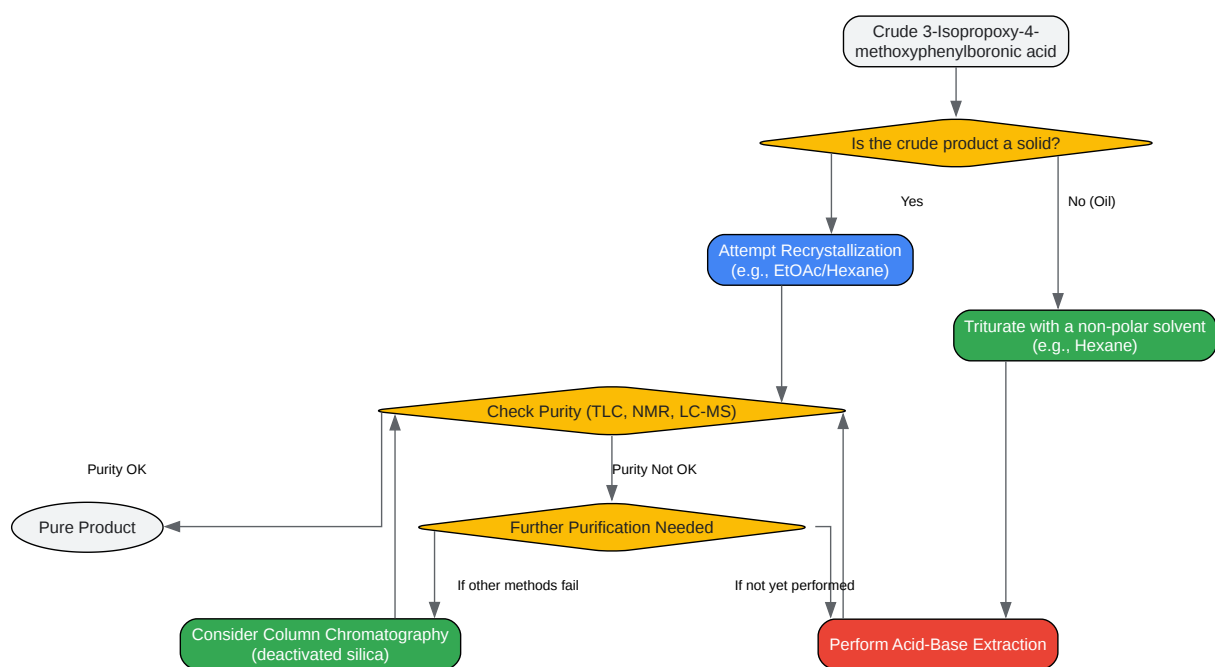 Crude 3-Isopropoxy-4-
methoxyphenylboronic acid
Is the crude product a solid?
Yes
No (Oil)
Attempt Recrystallization
(e.g., EtOAc/Hexane)
Triturate with a non-polar solvent
(e.g., Hexane)
Check Purity (TLC, NMR, LC-MS)
Purity OK
Purity Not OK
Pure Product
Further Purification Needed
If other methods fail
If not yet performed
Consider Column Chromatography
(deactivated silica)
Perform Acid-Base Extraction